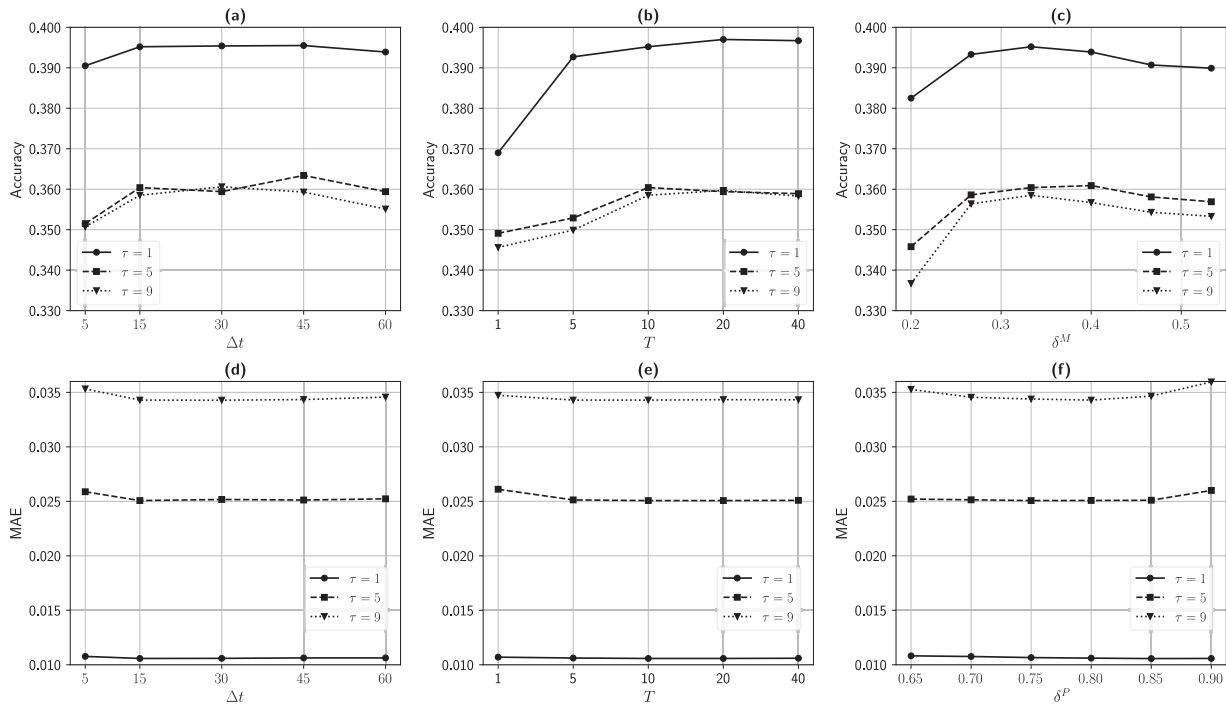 (a)
0.400
0.390
0.380
0.370
0.360
0.350
0.340
0.330
Accuracy
τ = 1
τ = 5
τ = 9
5 15 30 45 60
Δt
(b)
0.400
0.390
0.380
0.370
0.360
0.350
0.340
0.330
Accuracy
τ = 1
τ = 5
τ = 9
1 5 10 20 40
T
(c)
0.400
0.390
0.380
0.370
0.360
0.350
0.340
0.330
Accuracy
τ = 1
τ = 5
τ = 9
0.2 0.3 0.4 0.5
δᴹ
(d)
0.035
0.030
0.025
0.020
0.015
0.010
MAE
τ = 1
τ = 5
τ = 9
5 15 30 45 60
Δt
(e)
0.035
0.030
0.025
0.020
0.015
0.010
MAE
τ = 1
τ = 5
τ = 9
1 5 10 20 40
T
(f)
0.035
0.030
0.025
0.020
0.015
0.010
MAE
τ = 1
τ = 5
τ = 9
0.65 0.70 0.75 0.80 0.85 0.90
δᴾ